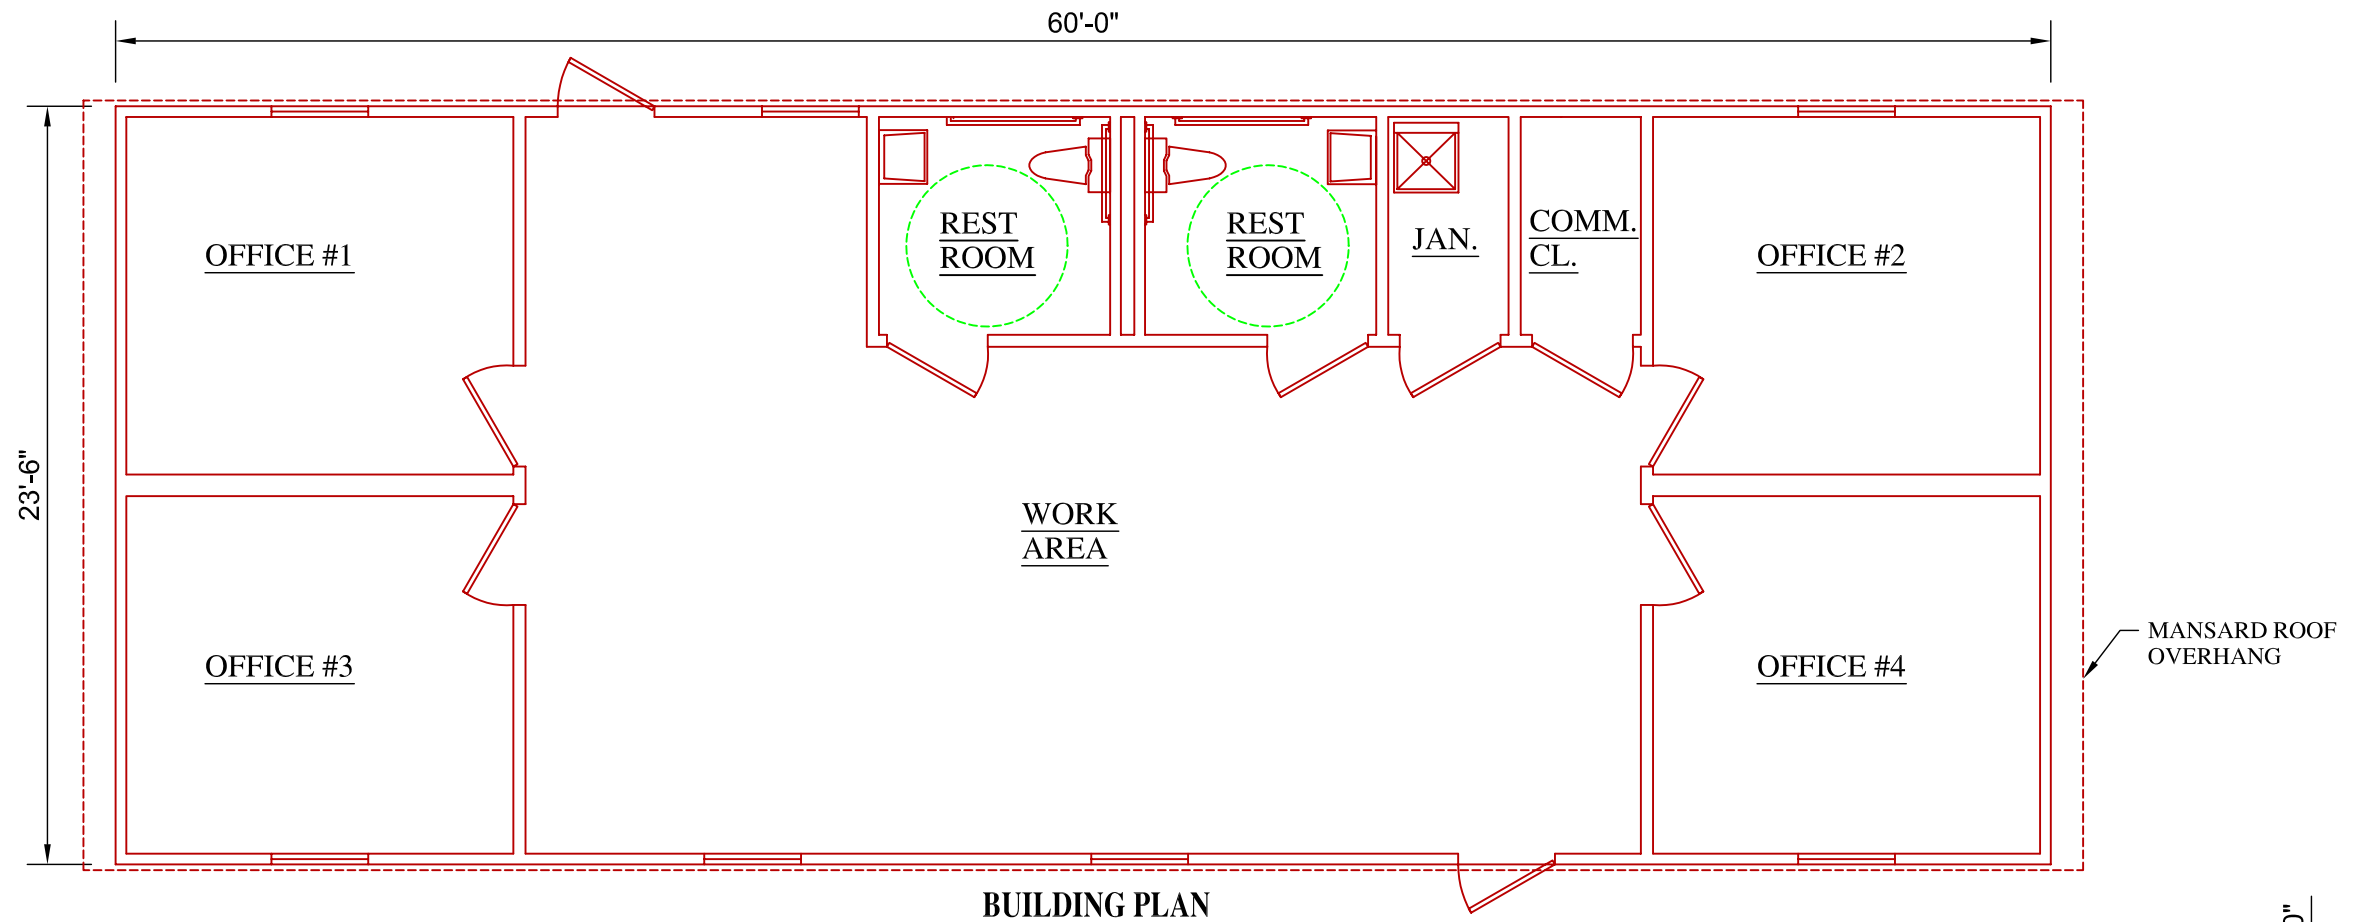 60'-0"
23'-6"
OFFICE #1
REST
ROOM
REST
ROOM
JAN.
COMM.
CL.
OFFICE #2
WORK
AREA
OFFICE #3
OFFICE #4
MANSARD ROOF
OVERHANG
BUILDING PLAN